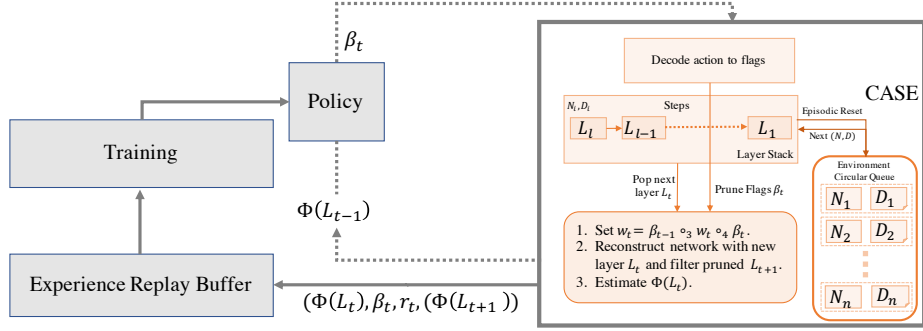 β_t
Policy
Training
Φ(L_{t−1})
Experience Replay Buffer
(Φ(L_t), β_t, r_t, (Φ(L_{t+1} ))
CASE
Decode action to flags
N_i, D_i
Steps
L_l
L_{l−1}
L_1
Layer Stack
Episodic Reset
Next (N,D)
Pop next
layer L_t
Prune Flags β_t
1. Set w_t= β_{t−1} ∘_3 w_t ∘_4 β_t.
2. Reconstruct network with new
layer L_t and filter pruned L_{t+1}.
3. Estimate Φ(L_t).
Environment
Circular Queue
N_1 D_1
N_2 D_2
N_n D_n